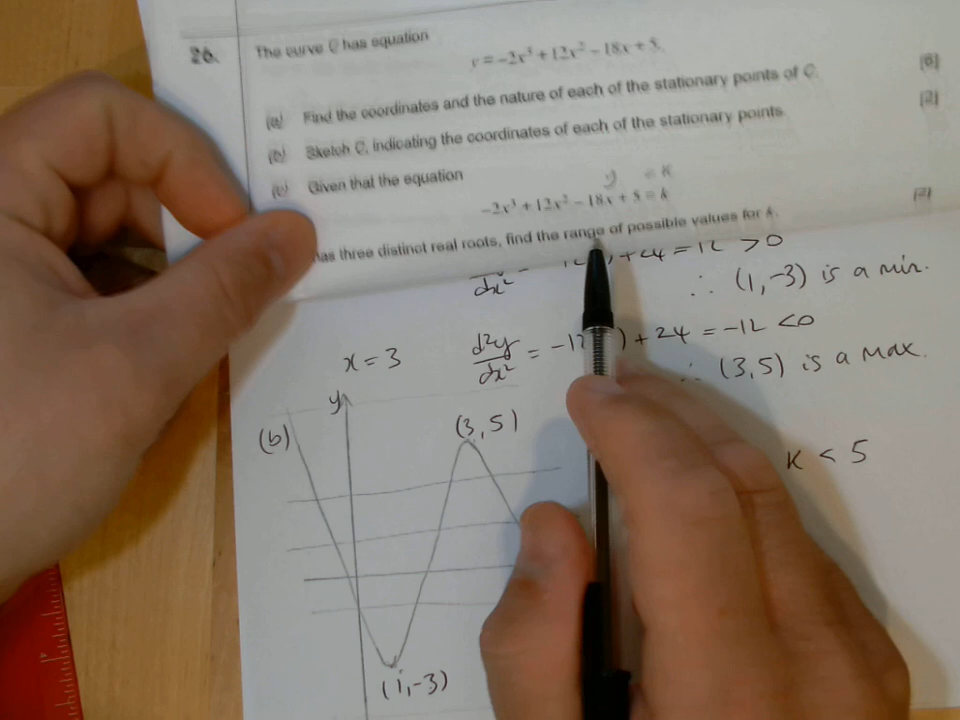 26. The curve C has equation
y = -2x³ + 12x² - 18x + 5.
(a) Find the coordinates and the nature of each of the stationary points of C. [6]
(b) Sketch C, indicating the coordinates of each of the stationary points. [2]
(c) Given that the equation
y = K
-2x³ + 12x² - 18x + 5 = k
has three distinct real roots, find the range of possible values for k. [2]
dx² + 24 = 12 > 0
∴ (1, -3) is a min.
x = 3 d²y/dx² = -12 ) + 24 = -12 < 0
∴ (3, 5) is a max.
y
(b) (3, 5)
K < 5
(1, -3)